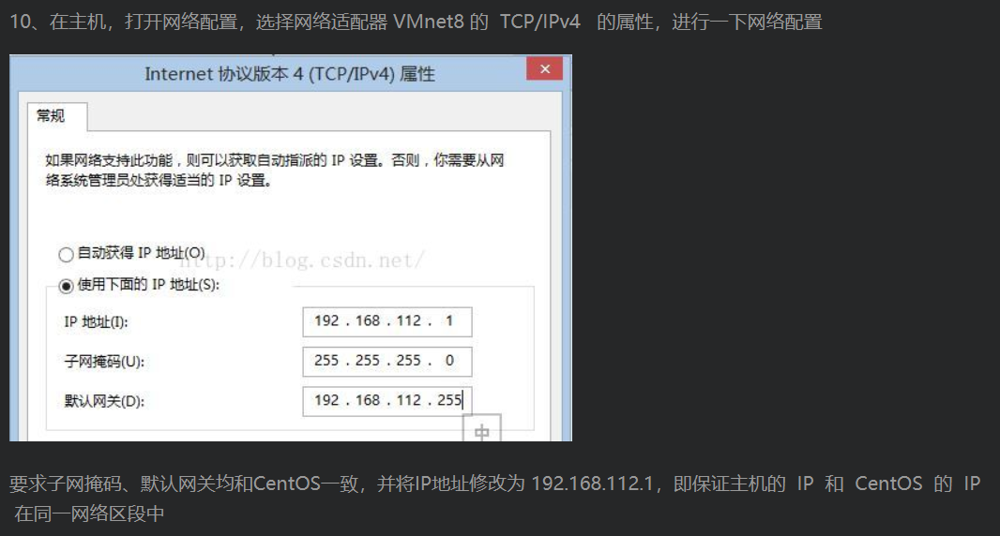 10、在主机，打开网络配置，选择网络适配器 VMnet8 的 TCP/IPv4 的属性，进行一下网络配置
Internet 协议版本 4 (TCP/IPv4) 属性
常规
如果网络支持此功能，则可以获取自动指派的 IP 设置。否则，你需要从网
络系统管理员处获得适当的 IP 设置。
自动获得 IP 地址(O)
http://blog.csdn.net/
使用下面的 IP 地址(S):
IP 地址(I): 192 . 168 . 112 . 1
子网掩码(U): 255 . 255 . 255 . 0
默认网关(D): 192 . 168 . 112 . 255
中
要求子网掩码、默认网关均和CentOS一致，并将IP地址修改为 192.168.112.1，即保证主机的 IP 和 CentOS 的 IP
在同一网络区段中